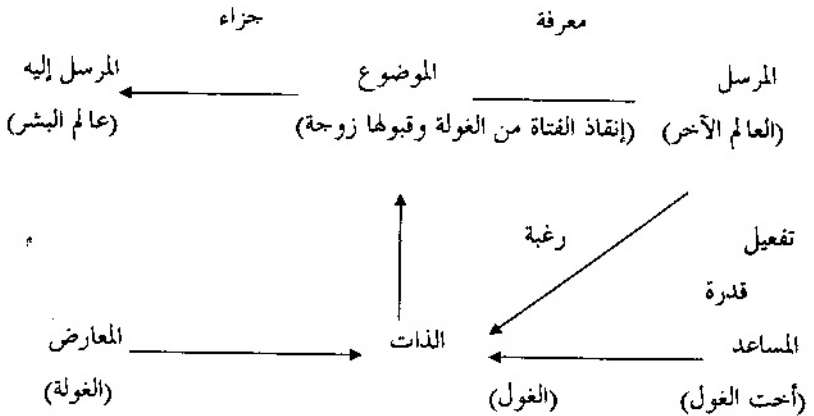 معرفة جزاء
المرسل الموضوع المرسل إليه
(العالم الآخر) (إنقاذ الفتاة من الغولة وقبولها زوجة) (عالم البشر)
تفعيل رغبة
قدرة
المساعد الذات المعارض
(أخت الغول) (الغول) (الغولة)